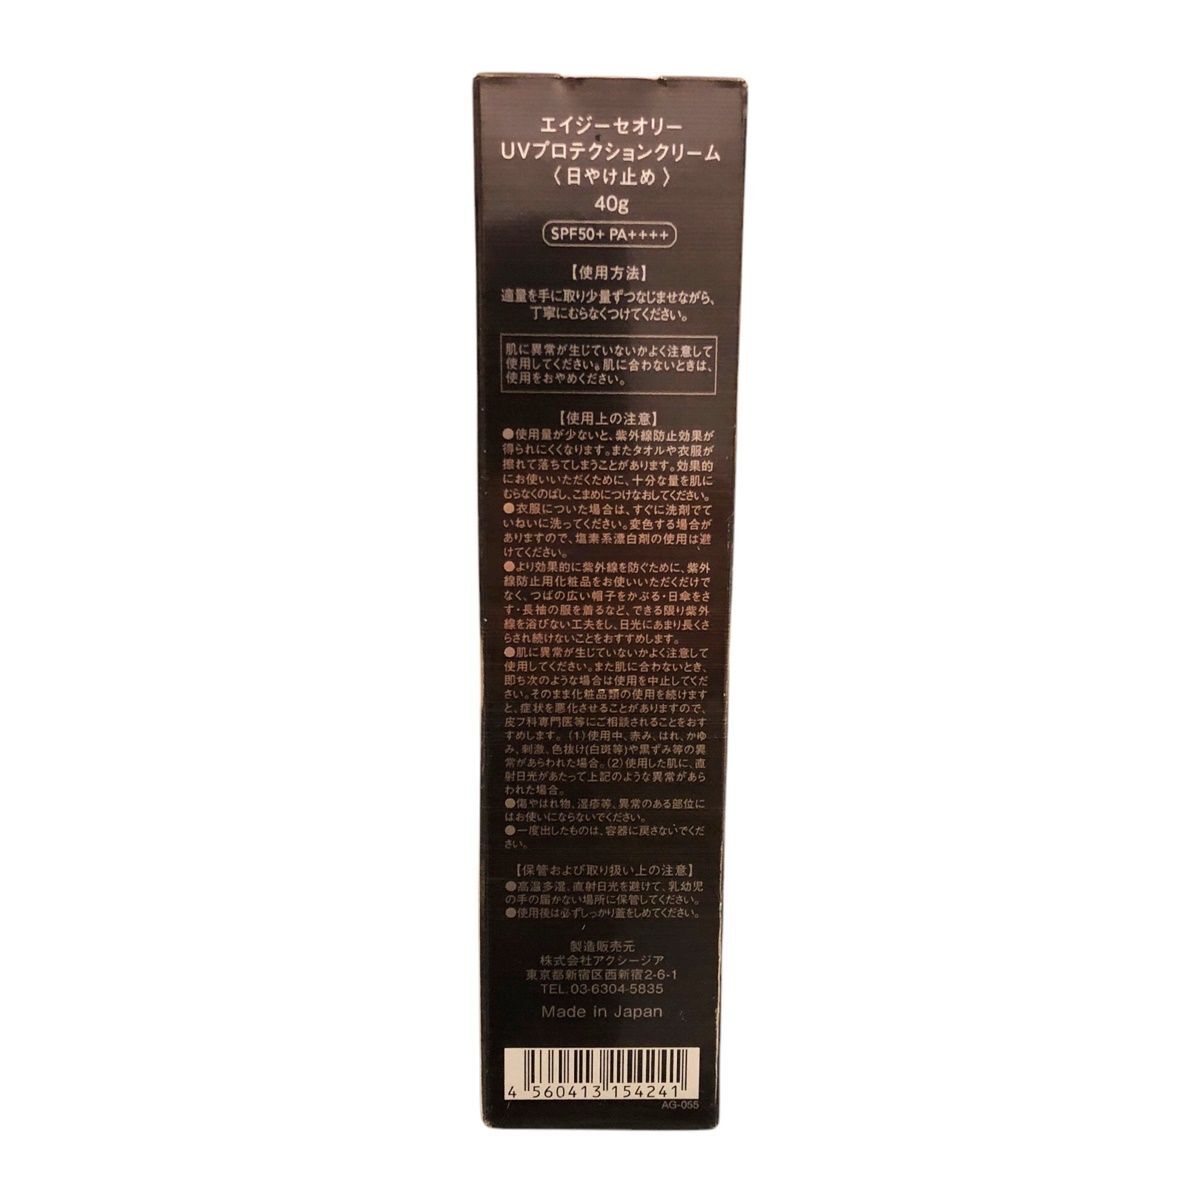 エイジーセオリー
UVプロテクションクリーム
〈日やけ止め〉
40g
SPF50+ PA++++
【使用方法】
適量を手に取り少量ずつなじませながら、
丁寧にむらなくつけてください。
肌に異常が生じていないかよく注意して
使用してください。肌に合わないときは、
使用をおやめください。
【使用上の注意】
●使用量が少ないと、紫外線防止効果が
得られにくくなります。またタオルや衣服が
擦れて落ちてしまうことがあります。効果的
にお使いいただくために、十分な量を肌に
むらなくのばし、こまめにつけなおしてください。
●衣服についた場合は、すぐに洗剤でて
いねいに洗ってください。変色する場合が
ありますので、塩素系漂白剤の使用は避
けてください。
●より効果的に紫外線を防ぐために、紫外
線防止用化粧品をお使いいただくだけで
なく、つばの広い帽子をかぶる・日傘をさ
す・長袖の服を着るなど、できる限り紫外
線を浴びない工夫をし、日光にあまり長くさ
らされ続けないことをおすすめします。
●肌に異常が生じていないかよく注意して
使用してください。また肌に合わないとき、
即ち次のような場合は使用を中止してくだ
さい。そのまま化粧品類の使用を続けます
と、症状を悪化させることがありますので、
皮フ科専門医等にご相談されることをおす
すめします。(1)使用中、赤み、はれ、かゆ
み、刺激、色抜け(白斑等)や黒ずみ等の異
常があらわれた場合。(2)使用した肌に、直
射日光があたって上記のような異常があら
われた場合。
●傷やはれ物、湿疹等、異常のある部位に
はお使いにならないでください。
●一度出したものは、容器に戻さないでくだ
さい。
【保管および取り扱い上の注意】
●高温多湿、直射日光を避けて、乳幼児
の手の届かない場所に保管してください。
●使用後は必ずしっかり蓋をしめてください。
製造販売元
株式会社アクシージア
東京都新宿区西新宿2-6-1
TEL.03-6304-5835
Made in Japan
4 560413 154241
AG-055